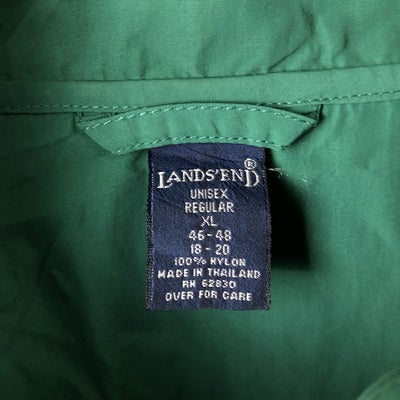 LANDS'END®
UNISEX
REGULAR
XL
46-48
18-20
100% NYLON
MADE IN THAILAND
RN 62830
OVER FOR CARE